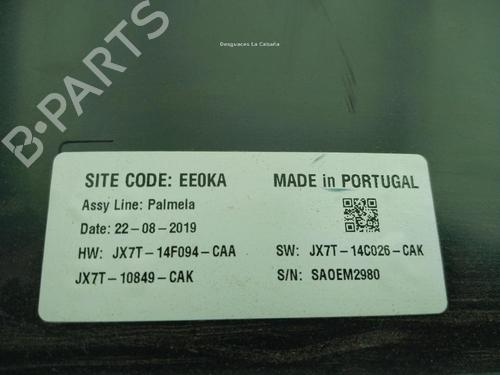 Desguaces La Cabaña
B-PARTS
SITE CODE: EE0KA MADE in PORTUGAL
Assy Line: Palmela
Date: 22-08-2019
HW: JX7T-14F094-CAA SW: JX7T-14C026-CAK
JX7T-10849-CAK S/N: SAOEM2980